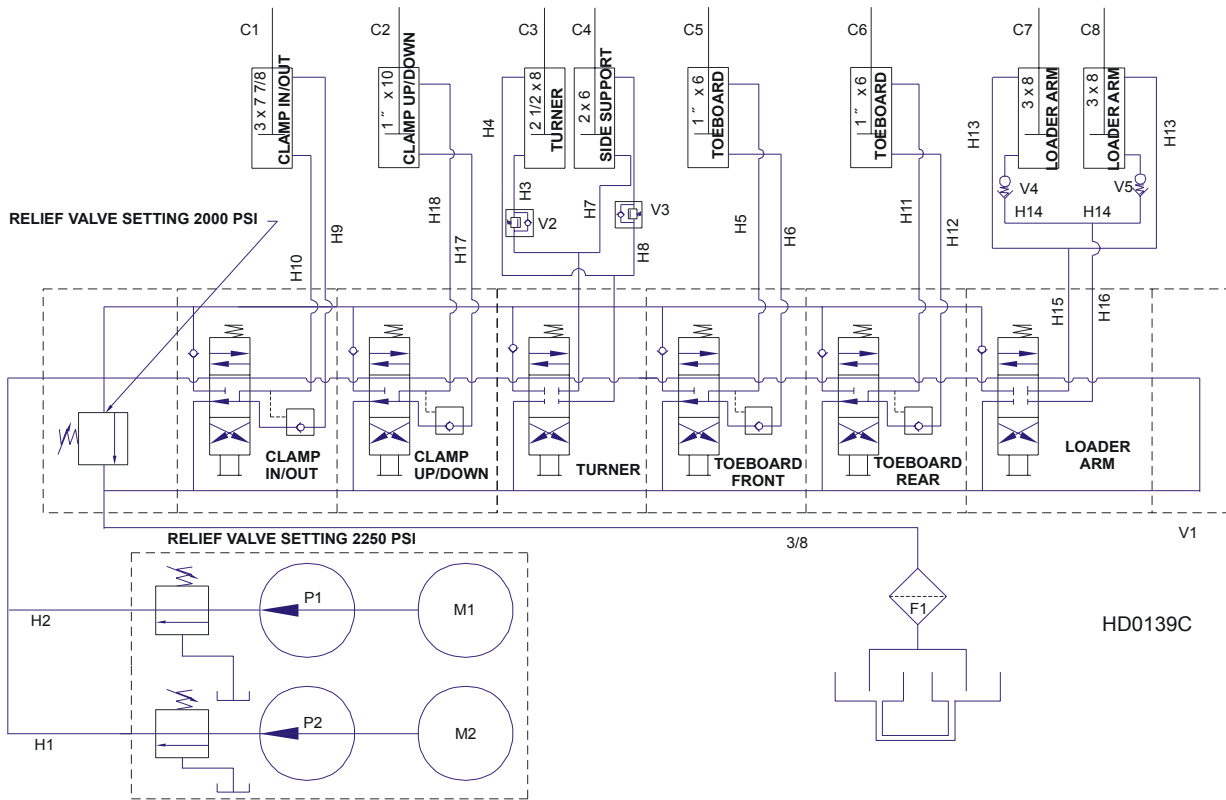 C1
C2
C3
C4
C5
C6
C7
C8
3 x 7 7/8
CLAMP IN/OUT
1 ˝ x 10
CLAMP UP/DOWN
2 1/2 x 8
TURNER
2 x 6
SIDE SUPPORT
1 ˝ x 6
TOEBOARD
1 ˝ x 6
TOEBOARD
3 x 8
LOADER ARM
3 x 8
LOADER ARM
H4
H13
H13
H3
H7
V2
V3
V4
V5
H14
H14
RELIEF VALVE SETTING 2000 PSI
H10
H9
H18
H17
H8
H5
H6
H11
H12
H15
H16
CLAMP
IN/OUT
CLAMP
UP/DOWN
TURNER
TOEBOARD
FRONT
TOEBOARD
REAR
LOADER
ARM
V1
RELIEF VALVE SETTING 2250 PSI
3/8
P1
M1
H2
F1
HD0139C
P2
M2
H1